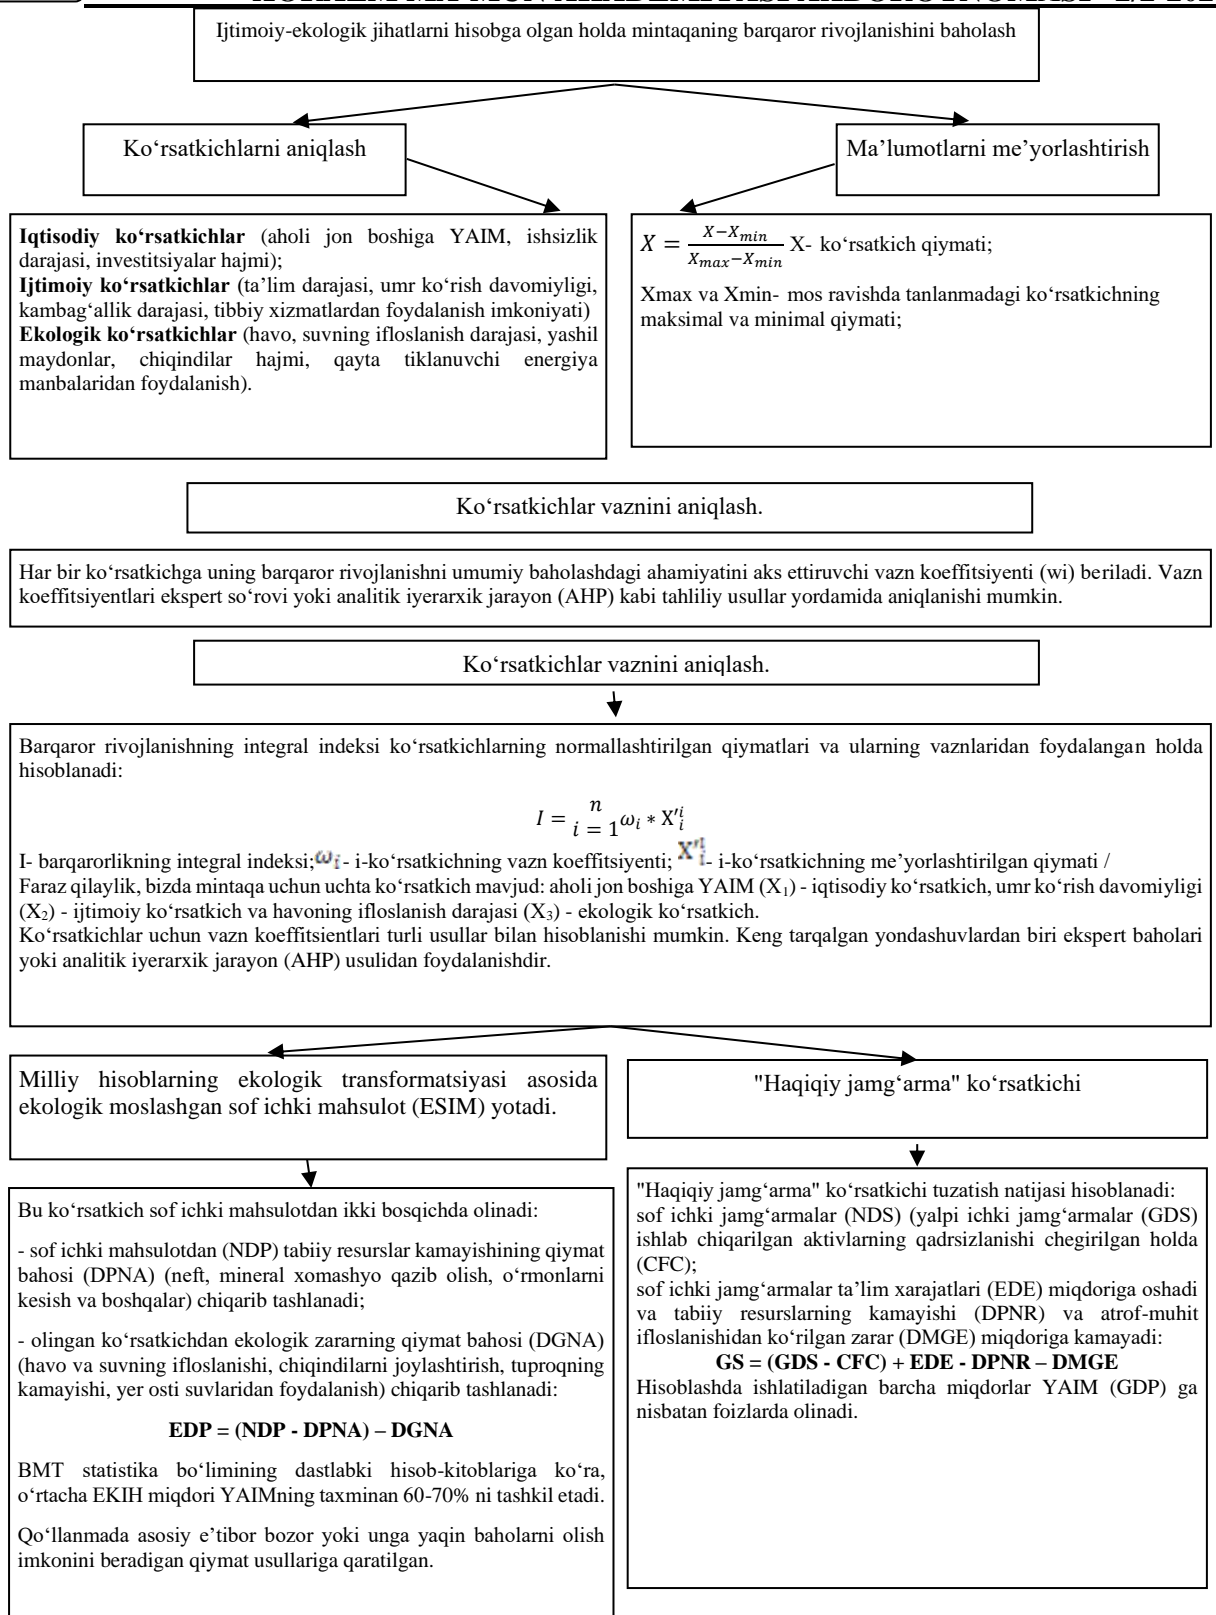 Ijtimoiy-ekologik jihatlarni hisobga olgan holda mintaqaning barqaror rivojlanishini baholash
Ko‘rsatkichlarni aniqlash
Ma’lumotlarni me’yorlashtirish
Iqtisodiy ko‘rsatkichlar (aholi jon boshiga YAIM, ishsizlik
darajasi, investitsiyalar hajmi);
Ijtimoiy ko‘rsatkichlar (ta’lim darajasi, umr ko‘rish davomiyligi,
kambag‘allik darajasi, tibbiy xizmatlardan foydalanish imkoniyati)
Ekologik ko‘rsatkichlar (havo, suvning ifloslanish darajasi, yashil
maydonlar, chiqindilar hajmi, qayta tiklanuvchi energiya
manbalaridan foydalanish).
X = (X−Xmin)/(Xmax−Xmin) X- ko‘rsatkich qiymati;
Xmax va Xmin- mos ravishda tanlanmadagi ko‘rsatkichning
maksimal va minimal qiymati;
Ko‘rsatkichlar vaznini aniqlash.
Har bir ko‘rsatkichga uning barqaror rivojlanishni umumiy baholashdagi ahamiyatini aks ettiruvchi vazn koeffitsiyenti (wi) beriladi. Vazn
koeffitsiyentlari ekspert so‘rovi yoki analitik iyerarxik jarayon (AHP) kabi tahliliy usullar yordamida aniqlanishi mumkin.
Ko‘rsatkichlar vaznini aniqlash.
Barqaror rivojlanishning integral indeksi ko‘rsatkichlarning normallashtirilgan qiymatlari va ularning vaznlaridan foydalangan holda
hisoblanadi:
n
I = i = 1 ωi ∗ X′ii
I- barqarorlikning integral indeksi; ωi - i-ko‘rsatkichning vazn koeffitsiyenti; X′ii - i-ko‘rsatkichning me’yorlashtirilgan qiymati /
Faraz qilaylik, bizda mintaqa uchun uchta ko‘rsatkich mavjud: aholi jon boshiga YAIM (X₁) - iqtisodiy ko‘rsatkich, umr ko‘rish davomiyligi
(X₂) - ijtimoiy ko‘rsatkich va havoning ifloslanish darajasi (X₃) - ekologik ko‘rsatkich.
Ko‘rsatkichlar uchun vazn koeffitsientlari turli usullar bilan hisoblanishi mumkin. Keng tarqalgan yondashuvlardan biri ekspert baholari
yoki analitik iyerarxik jarayon (AHP) usulidan foydalanishdir.
Milliy hisoblarning ekologik transformatsiyasi asosida
ekologik moslashgan sof ichki mahsulot (ESIM) yotadi.
"Haqiqiy jamg‘arma" ko‘rsatkichi
Bu ko‘rsatkich sof ichki mahsulotdan ikki bosqichda olinadi:
- sof ichki mahsulotdan (NDP) tabiiy resurslar kamayishining qiymat
bahosi (DPNA) (neft, mineral xomashyo qazib olish, o‘rmonlarni
kesish va boshqalar) chiqarib tashlanadi;
- olingan ko‘rsatkichdan ekologik zararning qiymat bahosi (DGNA)
(havo va suvning ifloslanishi, chiqindilarni joylashtirish, tuproqning
kamayishi, yer osti suvlaridan foydalanish) chiqarib tashlanadi:
EDP = (NDP - DPNA) – DGNA
BMT statistika bo‘limining dastlabki hisob-kitoblariga ko‘ra,
o‘rtacha EKIH miqdori YAIMning taxminan 60-70% ni tashkil etadi.
Qo‘llanmada asosiy e’tibor bozor yoki unga yaqin baholarni olish
imkonini beradigan qiymat usullariga qaratilgan.
"Haqiqiy jamg‘arma" ko‘rsatkichi tuzatish natijasi hisoblanadi:
sof ichki jamg‘armalar (NDS) (yalpi ichki jamg‘armalar (GDS)
ishlab chiqarilgan aktivlarning qadrsizlanishi chegirilgan holda
(CFC);
sof ichki jamg‘armalar ta’lim xarajatlari (EDE) miqdoriga oshadi
va tabiiy resurslarning kamayishi (DPNR) va atrof-muhit
ifloslanishidan ko‘rilgan zarar (DMGE) miqdoriga kamayadi:
GS = (GDS - CFC) + EDE - DPNR – DMGE
Hisoblashda ishlatiladigan barcha miqdorlar YAIM (GDP) ga
nisbatan foizlarda olinadi.